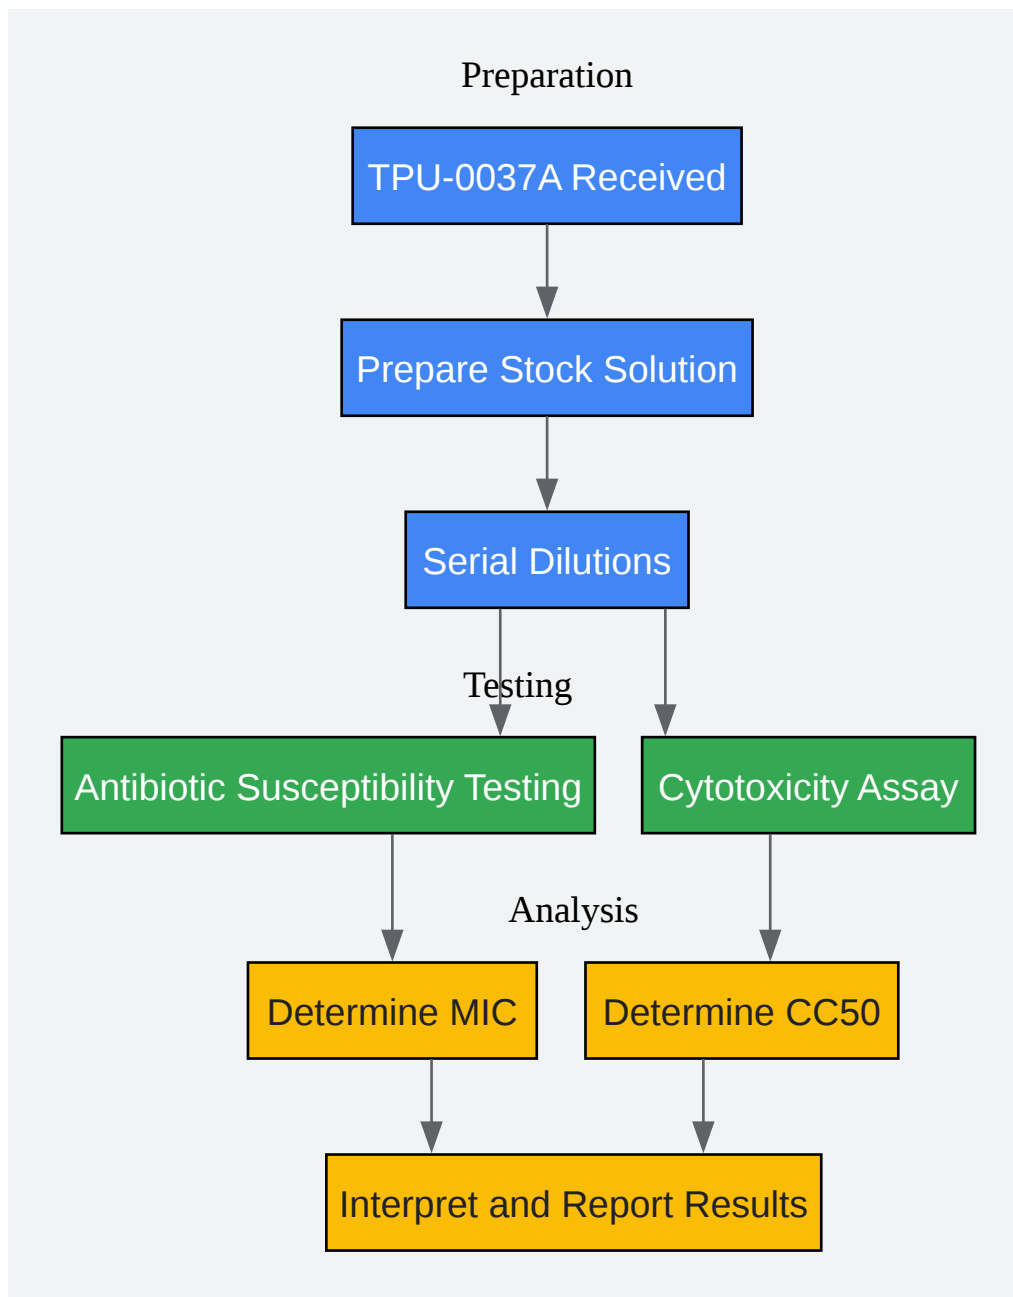 Preparation
TPU-0037A Received
Prepare Stock Solution
Serial Dilutions
Testing
Antibiotic Susceptibility Testing
Cytotoxicity Assay
Analysis
Determine MIC
Determine CC50
Interpret and Report Results